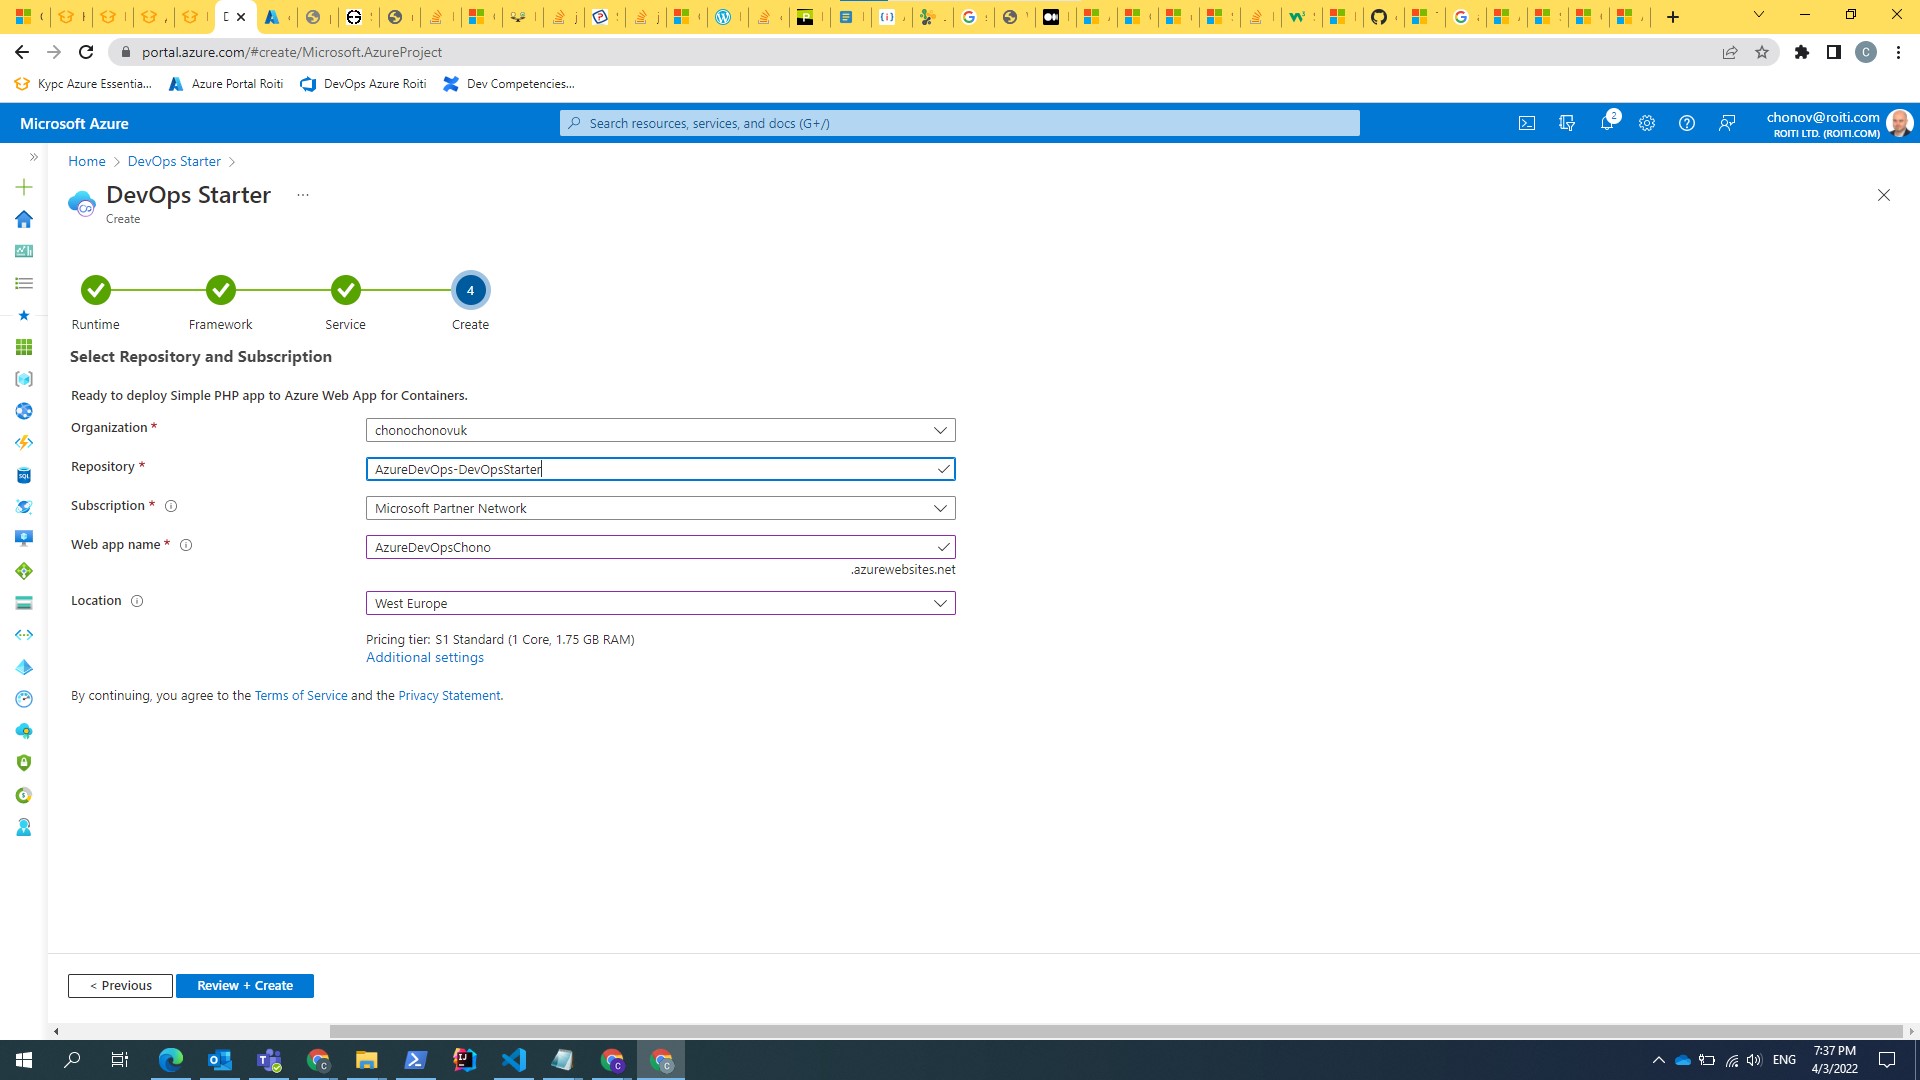 portal.azure.com/#create/Microsoft.AzureProject
Курс Azure Essentia...
Azure Portal Roiti
DevOps Azure Roiti
Dev Competencies...
Microsoft Azure
Search resources, services, and docs (G+/)
2
chonov@roiti.com
ROITI LTD. (ROITI.COM)
Home
DevOps Starter
DevOps Starter
...
Create
4
Runtime
Framework
Service
Create
Select Repository and Subscription
Ready to deploy Simple PHP app to Azure Web App for Containers.
Organization *
chonochonovuk
Repository *
AzureDevOps-DevOpsStarter
Subscription *
Microsoft Partner Network
Web app name *
AzureDevOpsChono
.azurewebsites.net
Location
West Europe
Pricing tier: S1 Standard (1 Core, 1.75 GB RAM)
Additional settings
By continuing, you agree to the Terms of Service and the Privacy Statement.
< Previous
Review + Create
ENG
7:37 PM
4/3/2022